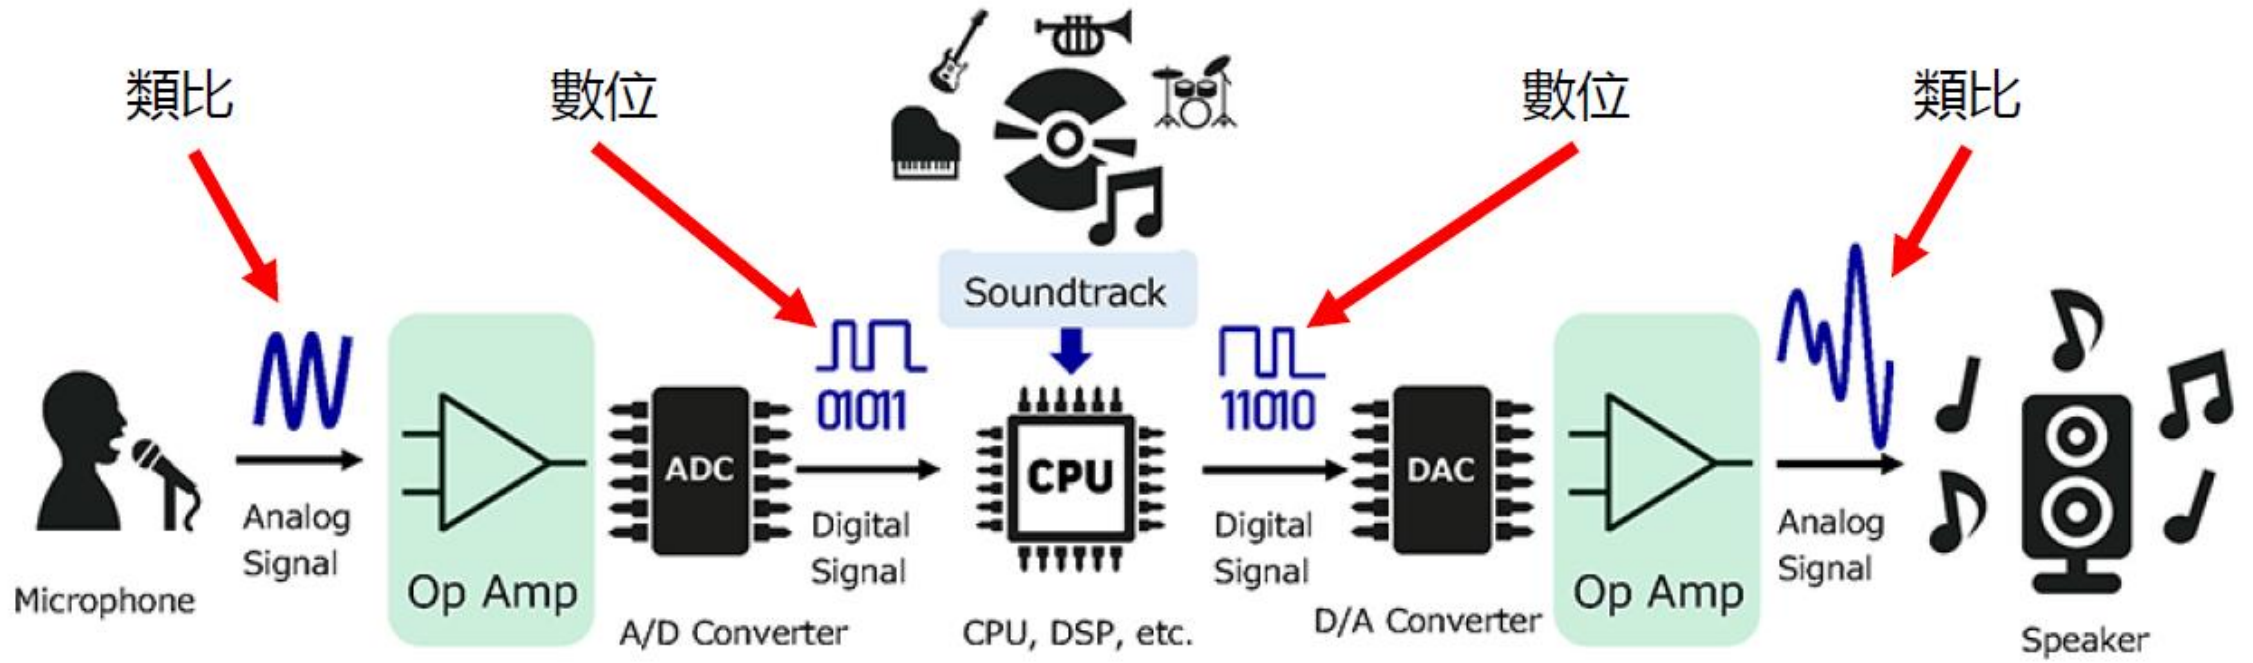 類比
數位
數位
類比
Soundtrack
01011
11010
ADC
CPU
DAC
Analog
Signal
Digital
Signal
Digital
Signal
Analog
Signal
Microphone
Op Amp
A/D Converter
CPU, DSP, etc.
D/A Converter
Op Amp
Speaker